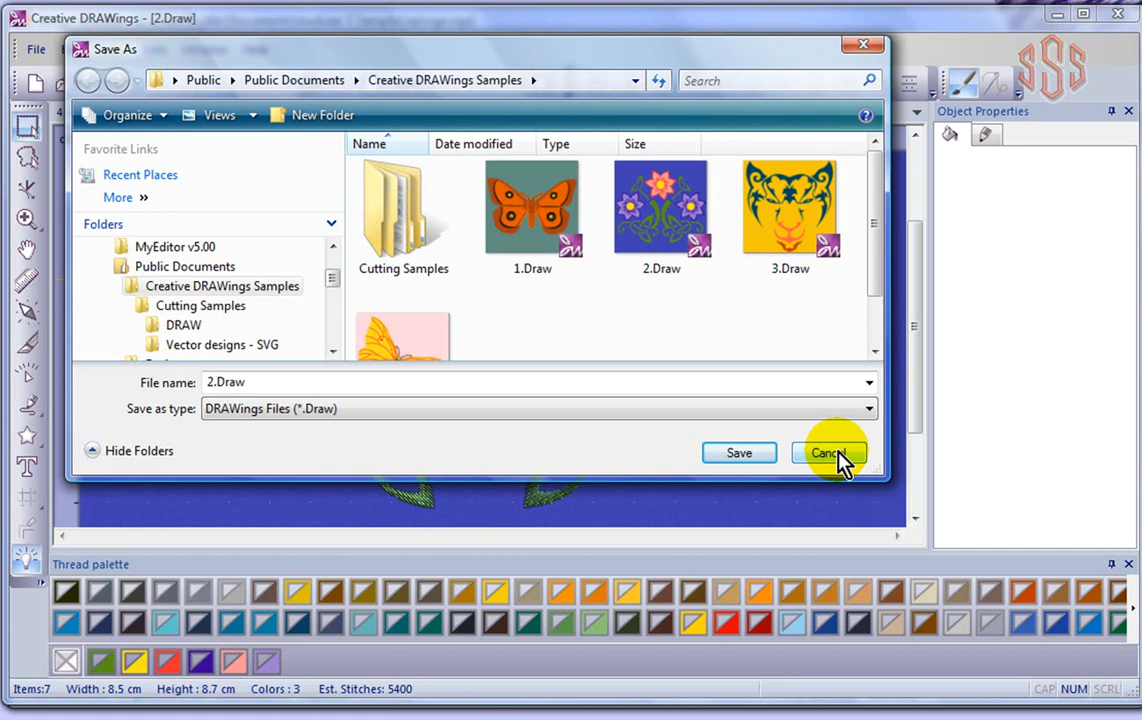 Creative DRAWings - [2.Draw]
File
Save As
Public Public Documents Creative DRAWings Samples
Search
Organize Views New Folder
Favorite Links
Recent Places
More »
Folders
MyEditor v5.00
Public Documents
Creative DRAWings Samples
Cutting Samples
DRAW
Vector designs - SVG
Name Date modified Type Size
Cutting Samples
1.Draw
2.Draw
3.Draw
File name: 2.Draw
Save as type: DRAWings Files (*.Draw)
Hide Folders
Save
Cancel
SSS
Object Properties
Thread palette
Items:7 Width : 8.5 cm Height : 8.7 cm Colors : 3 Est. Stitches: 5400
CAP NUM SCRL